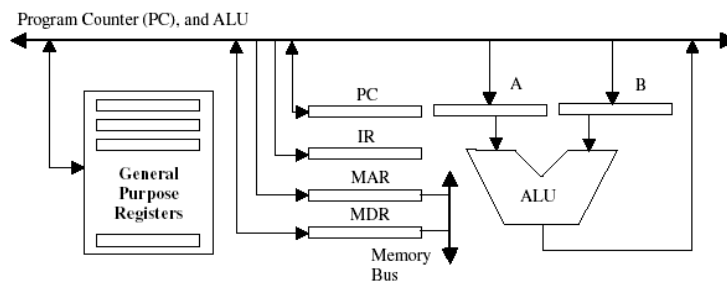 Program Counter (PC), and ALU
A
B
PC
IR
General
Purpose
Registers
MAR
MDR
ALU
Memory
Bus